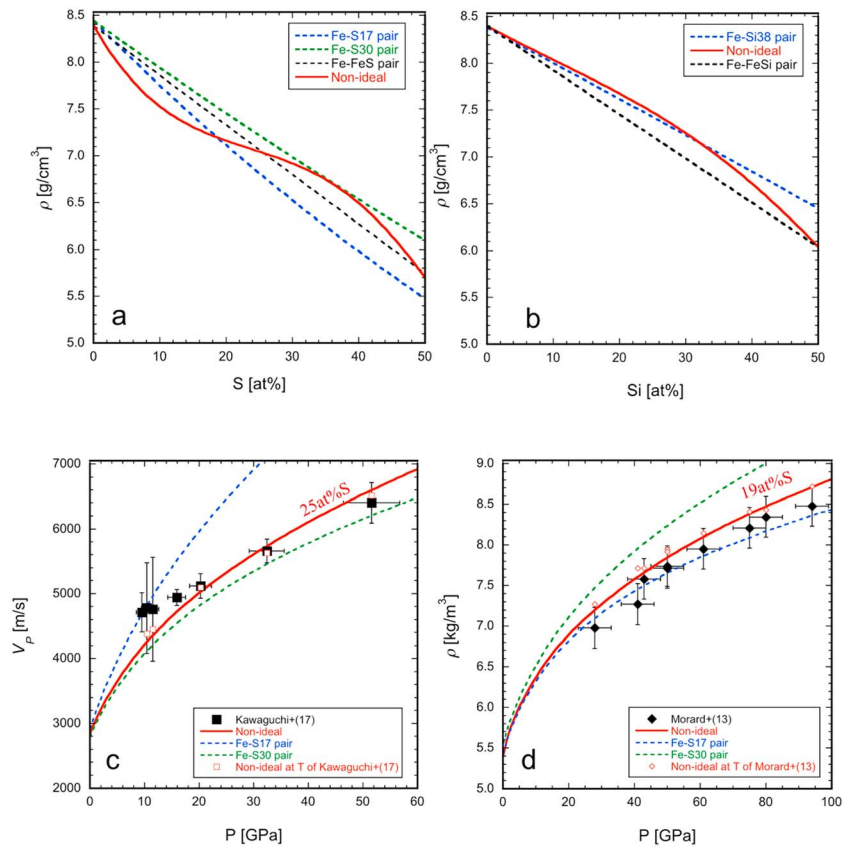 Fe-S17 pair
Fe-S30 pair
Fe-FeS pair
Non-ideal
9.0
8.5
8.0
7.5
7.0
6.5
6.0
5.5
5.0
ρ [g/cm³]
a
0
10
20
30
40
50
S [at%]
Fe-Si38 pair
Non-ideal
Fe-FeSi pair
9.0
8.5
8.0
7.5
7.0
6.5
6.0
5.5
5.0
ρ [g/cm³]
b
0
10
20
30
40
50
Si [at%]
7000
6000
5000
4000
3000
2000
V_P [m/s]
25at%S
Kawaguchi+(17)
Non-ideal
Fe-S17 pair
Fe-S30 pair
Non-ideal at T of Kawaguchi+(17)
c
0
10
20
30
40
50
60
P [GPa]
9.0
8.5
8.0
7.5
7.0
6.5
6.0
5.5
5.0
ρ [kg/m³]
19at%S
Morard+(13)
Non-ideal
Fe-S17 pair
Fe-S30 pair
Non-ideal at T of Morard+(13)
d
0
20
40
60
80
100
P [GPa]